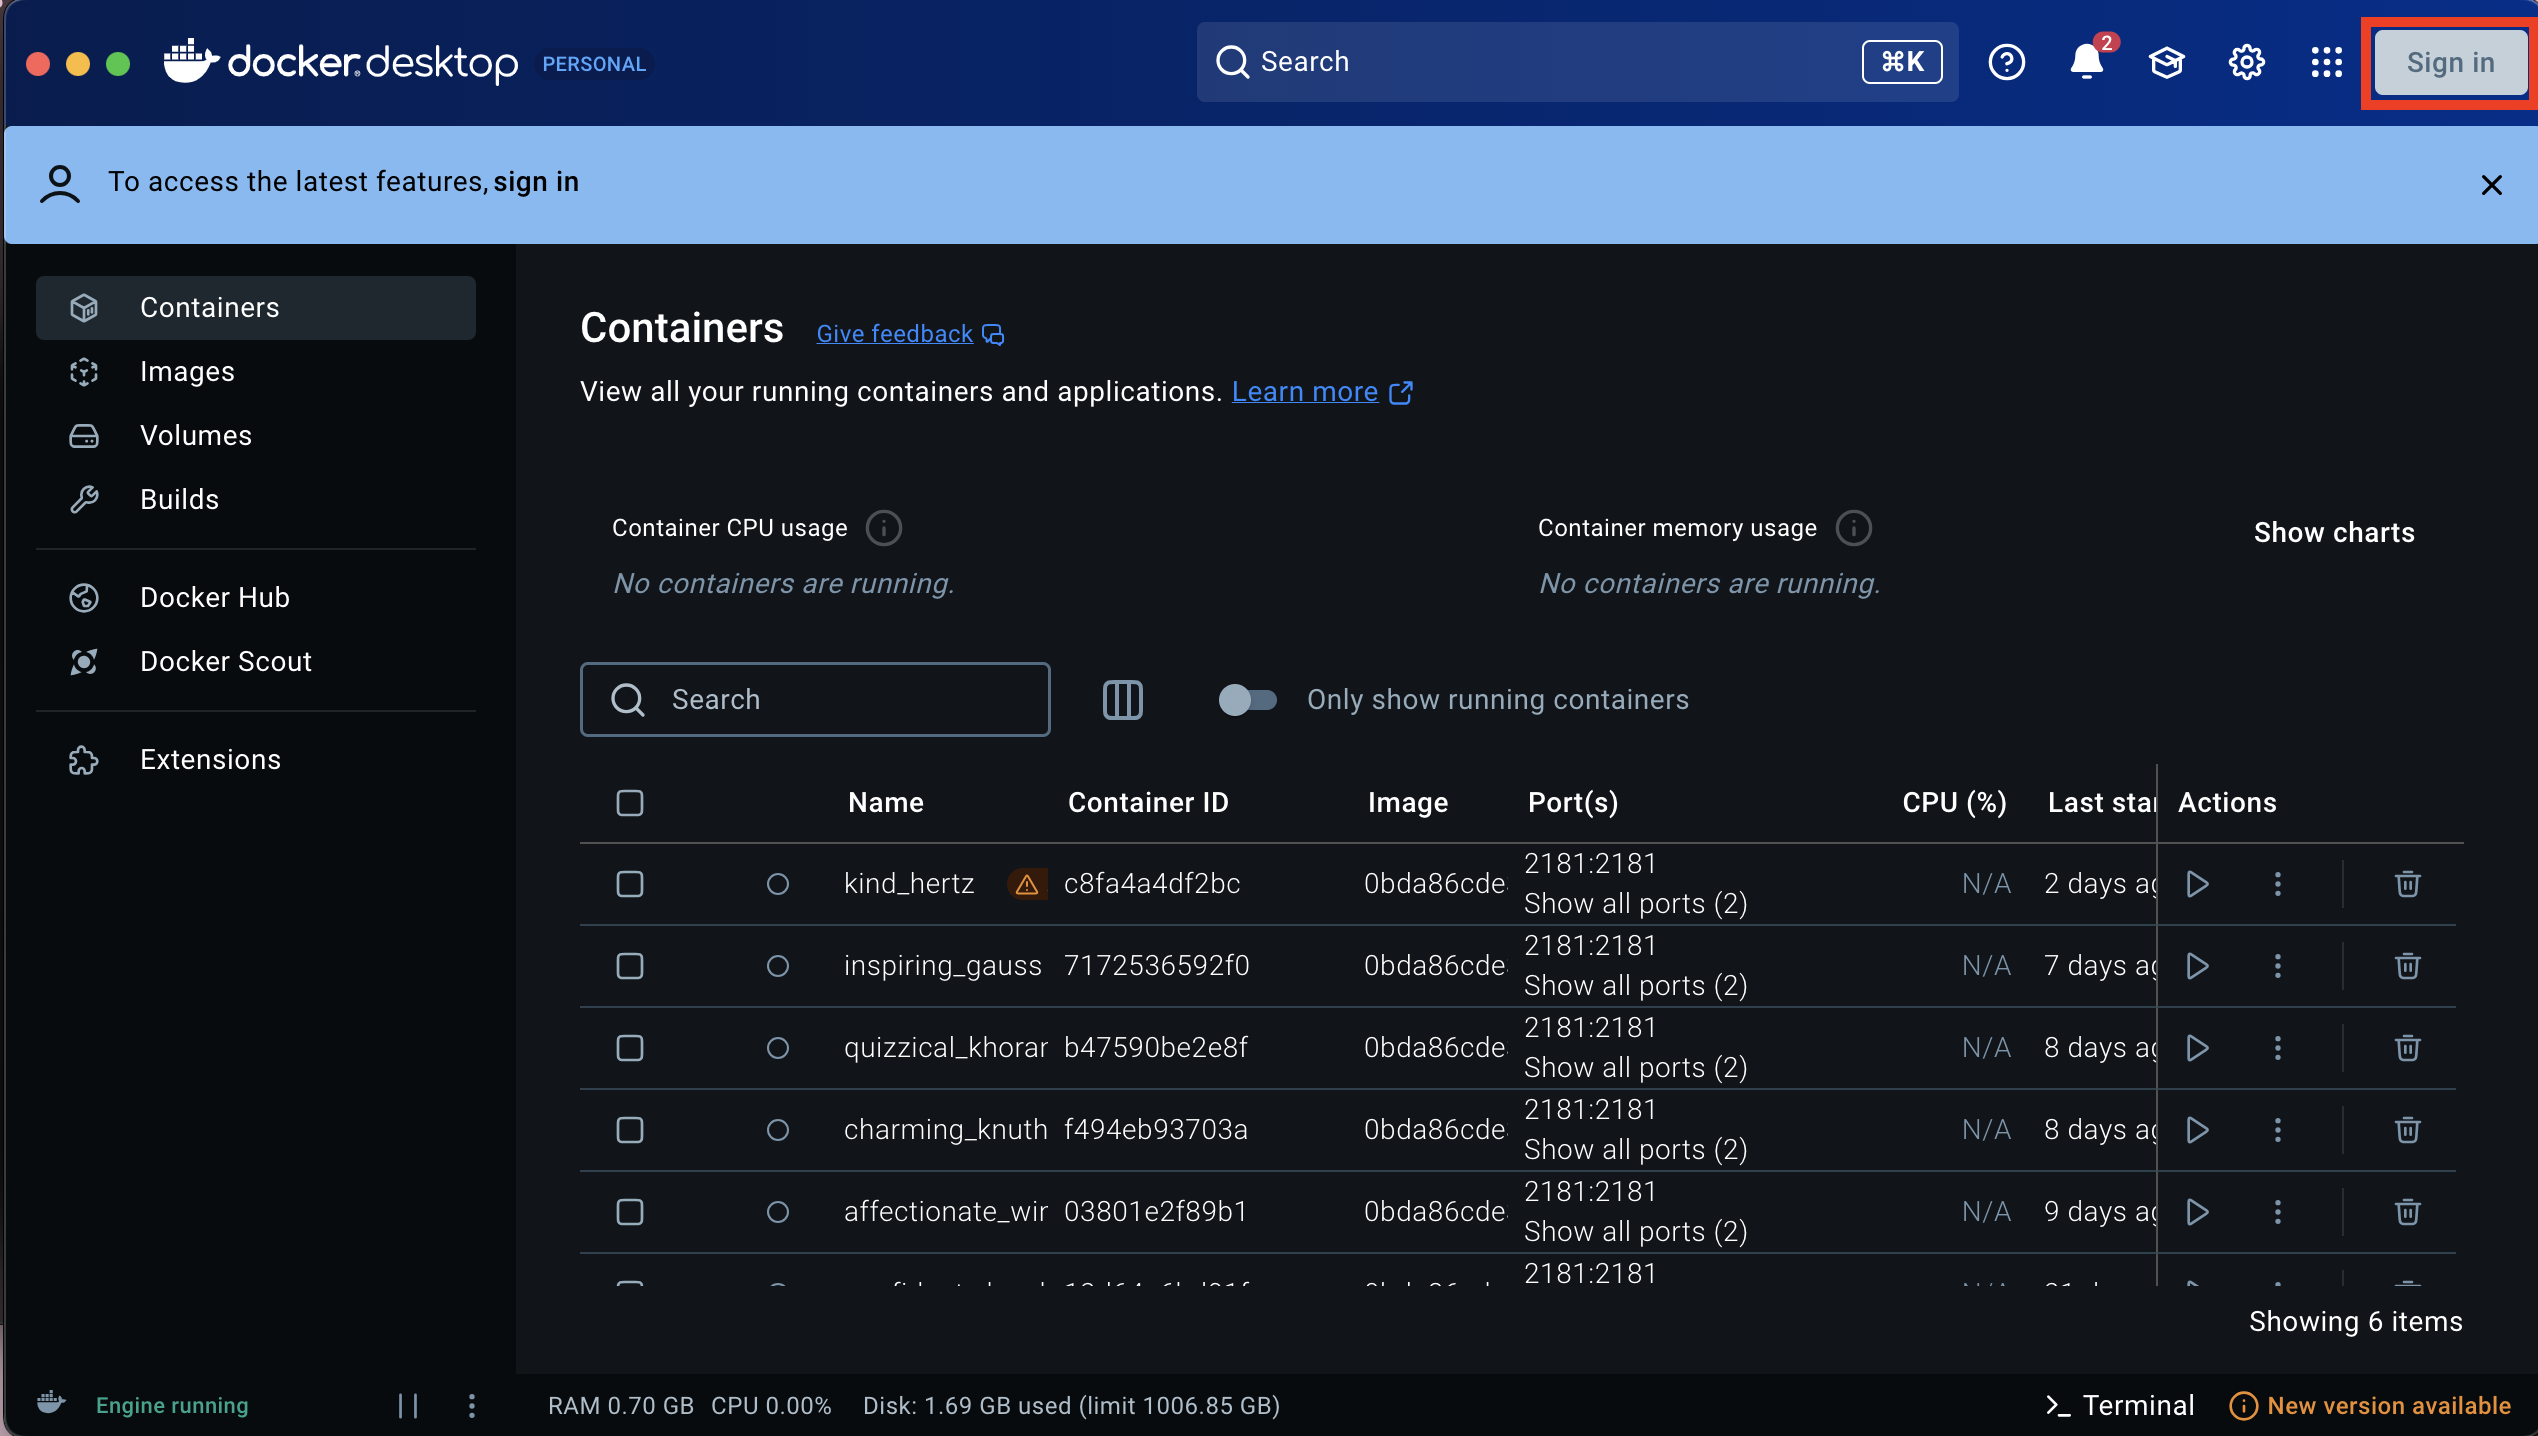 docker desktop PERSONAL
Search ⌘K
2
Sign in
To access the latest features, sign in
Containers
Images
Volumes
Builds
Docker Hub
Docker Scout
Extensions
Containers Give feedback
View all your running containers and applications. Learn more
Container CPU usage
No containers are running.
Container memory usage
No containers are running.
Show charts
Search
Only show running containers
Name Container ID Image Port(s) CPU (%) Last star Actions
kind_hertz c8fa4a4df2bc 0bda86cde 2181:2181 N/A 2 days ag
Show all ports (2)
inspiring_gauss 7172536592f0 0bda86cde 2181:2181 N/A 7 days ag
Show all ports (2)
quizzical_khorar b47590be2e8f 0bda86cde 2181:2181 N/A 8 days ag
Show all ports (2)
charming_knuth f494eb93703a 0bda86cde 2181:2181 N/A 8 days ag
Show all ports (2)
affectionate_wir 03801e2f89b1 0bda86cde 2181:2181 N/A 9 days ag
Show all ports (2)
2181:2181
Showing 6 items
Engine running
RAM 0.70 GB CPU 0.00% Disk: 1.69 GB used (limit 1006.85 GB)
Terminal
New version available